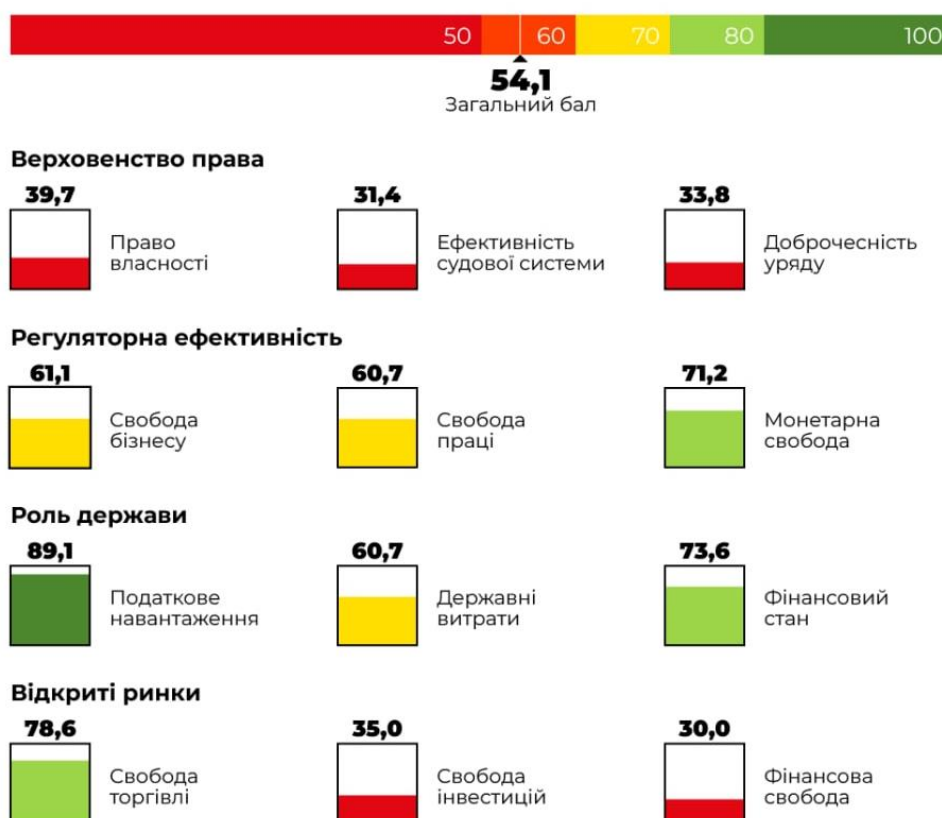 50 60 70 80 100
54,1
Загальний бал
Верховенство права
39,7 31,4 33,8
Право
власності
Ефективність
судової системи
Доброчесність
уряду
Регуляторна ефективність
61,1 60,7 71,2
Свобода
бізнесу
Свобода
праці
Монетарна
свобода
Роль держави
89,1 60,7 73,6
Податкове
навантаження
Державні
витрати
Фінансовий
стан
Відкриті ринки
78,6 35,0 30,0
Свобода
торгівлі
Свобода
інвестицій
Фінансова
свобода